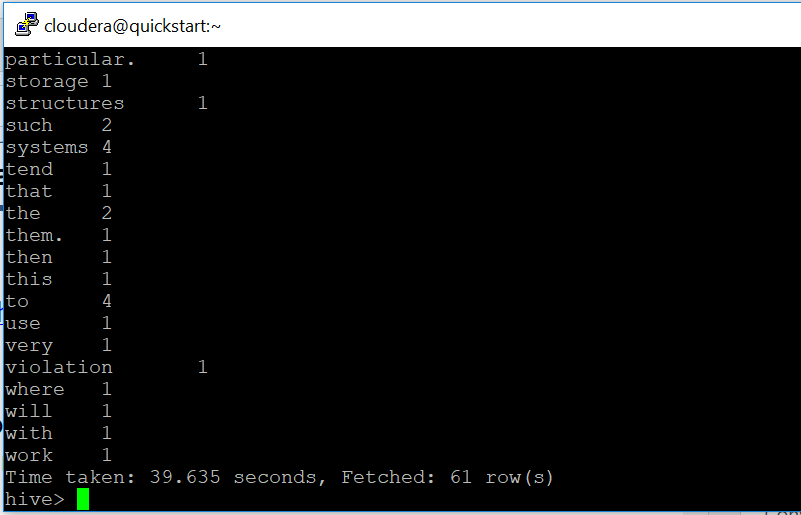 cloudera@quickstart:~
particular. 1
storage 1
structures 1
such 2
systems 4
tend 1
that 1
the 2
them. 1
then 1
this 1
to 4
use 1
very 1
violation 1
where 1
will 1
with 1
work 1
Time taken: 39.635 seconds, Fetched: 61 row(s)
hive>